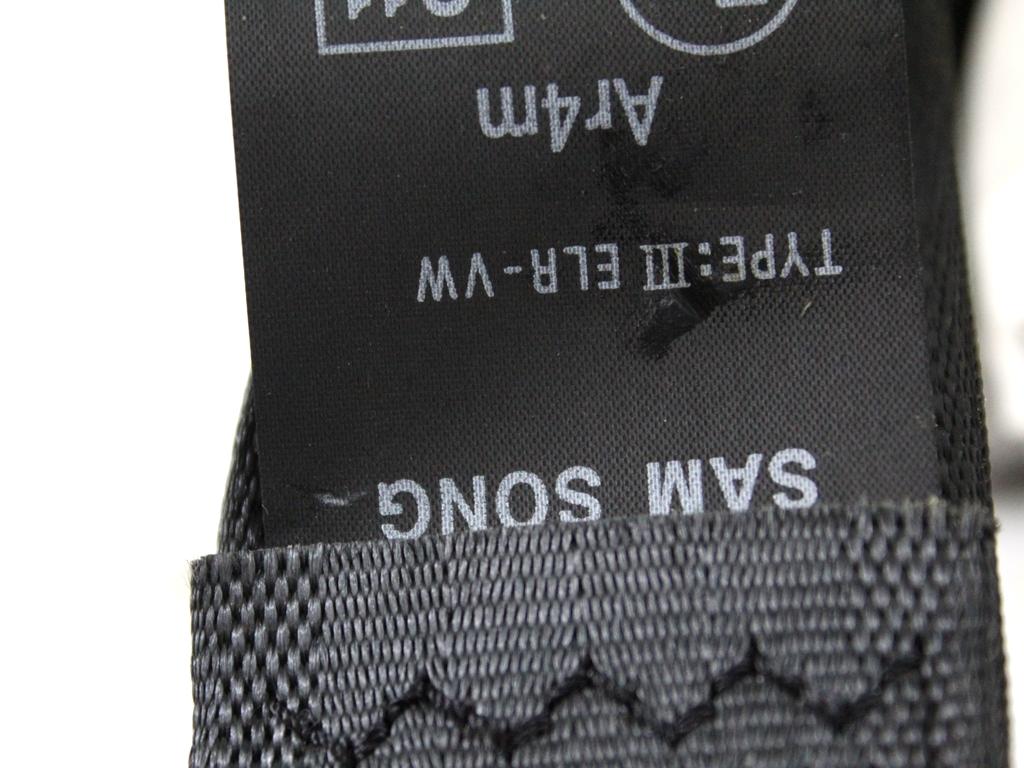 SAM SONG
TYPE:III ELR-VW
Ar4m